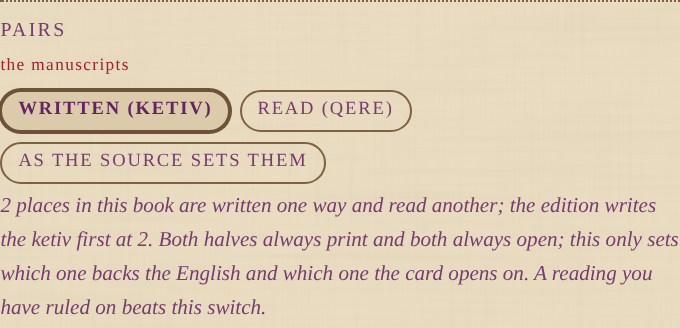 PAIRS
the manuscripts
WRITTEN (KETIV) READ (QERE)
AS THE SOURCE SETS THEM
2 places in this book are written one way and read another; the edition writes
the ketiv first at 2. Both halves always print and both always open; this only sets
which one backs the English and which one the card opens on. A reading you
have ruled on beats this switch.